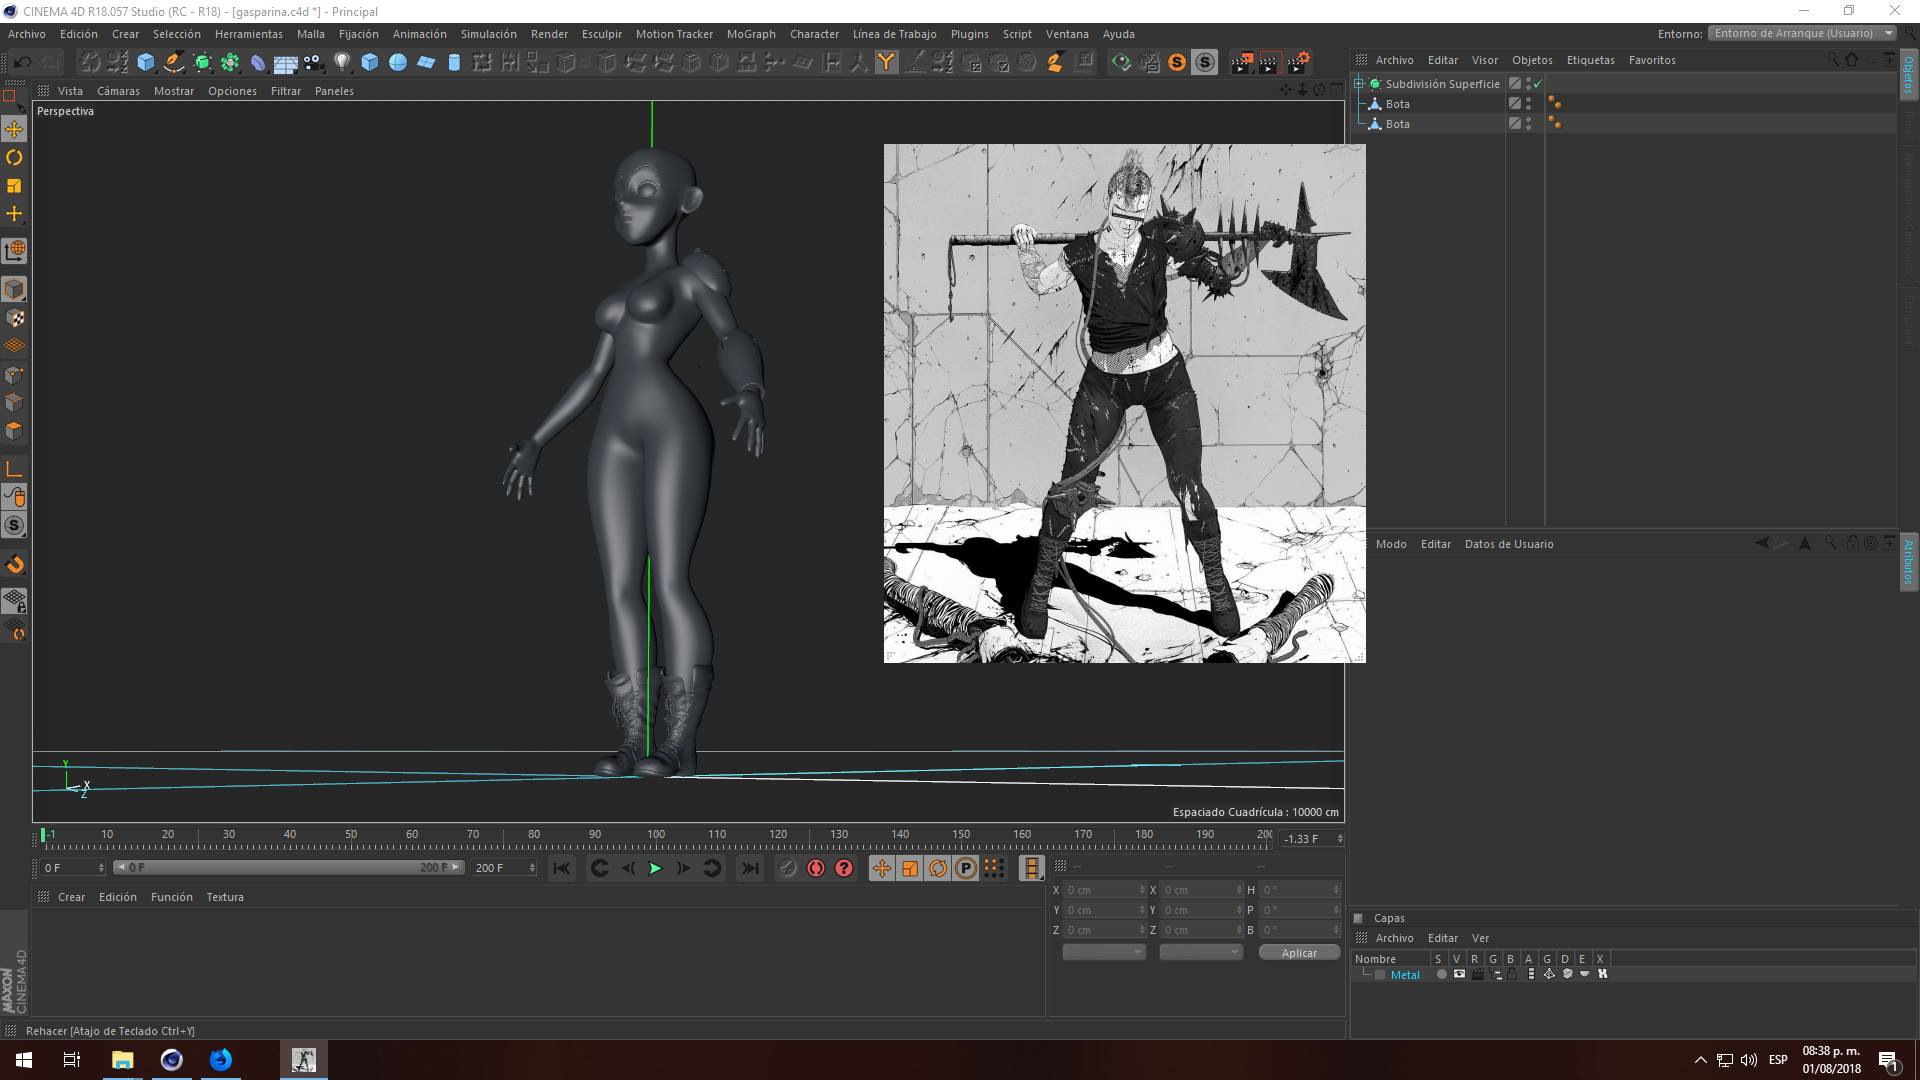 CINEMA 4D R18.057 Studio (RC - R18) - [gasparina.c4d *] - Principal
Archivo Edición Crear Selección Herramientas Malla Fijación Animación Simulación Render Esculpir Motion Tracker MoGraph Character Línea de Trabajo Plugins Script Ventana Ayuda Entorno: Entorno de Arranque (Usuario)
Vista Cámaras Mostrar Opciones Filtrar Paneles
Perspectiva
Archivo Editar Visor Objetos Etiquetas Favoritos
Subdivisión Superficie
Bota
Bota
Objetos
Modo Editar Datos de Usuario
Atributos
Y
X
Z
Espaciado Cuadrícula : 10000 cm
-1 10 20 30 40 50 60 70 80 90 100 110 120 130 140 150 160 170 180 190 200 -1.33 F
0 F 0 F 200 F 200 F
Crear Edición Función Textura
-- -- --
X 0 cm X 0 cm H 0 °
Y 0 cm Y 0 cm P 0 °
Z 0 cm Z 0 cm B 0 °
Aplicar
Capas
Archivo Editar Ver
Nombre S V R G B A G D E X
Metal
MAXON
CINEMA 4D
Rehacer [Atajo de Teclado Ctrl+Y]
ESP
08:38 p. m.
01/08/2018
1